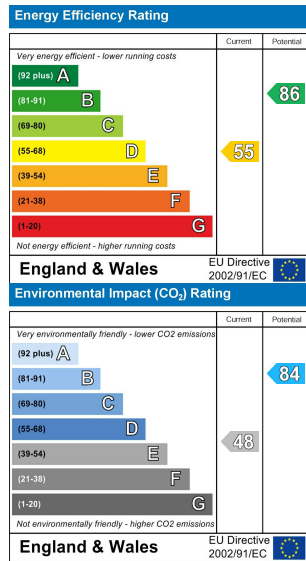 Energy Efficiency Rating
Current Potential
Very energy efficient - lower running costs
(92 plus) A
(81-91) B
86
(69-80) C
(55-68) D
55
(39-54) E
(21-38) F
(1-20) G
Not energy efficient - higher running costs
England & Wales
EU Directive
2002/91/EC
Environmental Impact (CO₂) Rating
Current Potential
Very environmentally friendly - lower CO2 emissions
(92 plus) A
(81-91) B
84
(69-80) C
(55-68) D
(39-54) E
48
(21-38) F
(1-20) G
Not environmentally friendly - higher CO2 emissions
England & Wales
EU Directive
2002/91/EC